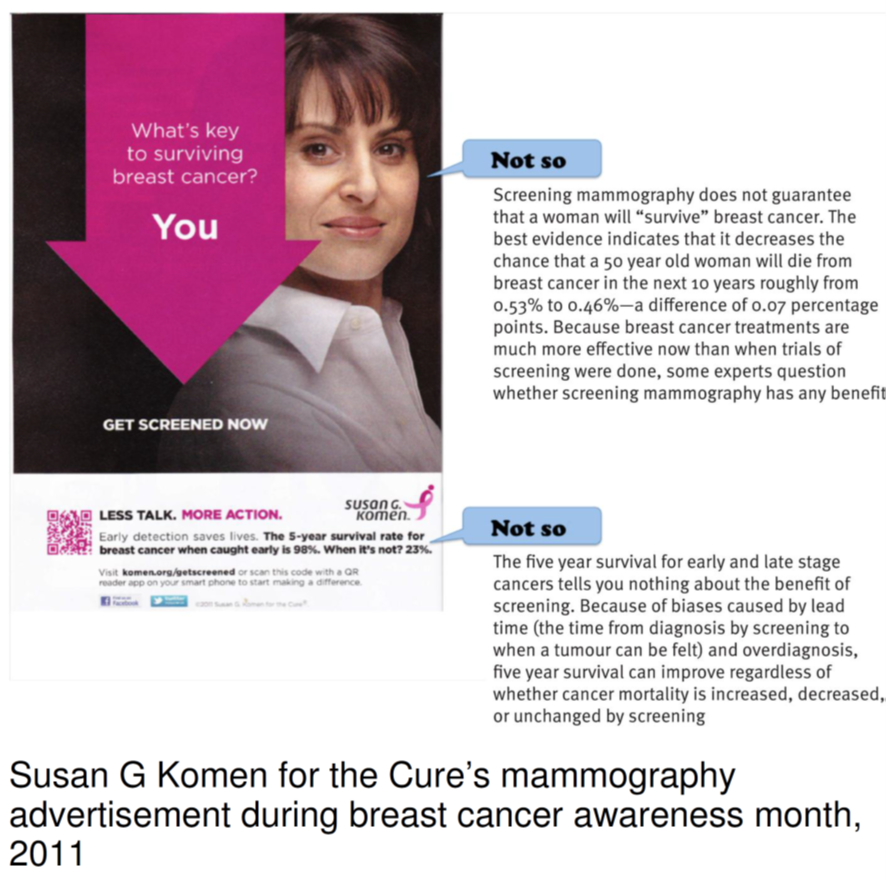 What's key
to surviving
breast cancer?
You
GET SCREENED NOW
LESS TALK. MORE ACTION.
susan G.
komen.
Early detection saves lives. The 5-year survival rate for
breast cancer when caught early is 98%. When it's not? 23%.
Visit komen.org/getscreened or scan this code with a QR
reader app on your smart phone to start making a difference.
facebook
©2011 Susan G. Komen for the Cure®
Not so
Screening mammography does not guarantee
that a woman will “survive” breast cancer. The
best evidence indicates that it decreases the
chance that a 50 year old woman will die from
breast cancer in the next 10 years roughly from
0.53% to 0.46%—a difference of 0.07 percentage
points. Because breast cancer treatments are
much more effective now than when trials of
screening were done, some experts question
whether screening mammography has any benefit
Not so
The five year survival for early and late stage
cancers tells you nothing about the benefit of
screening. Because of biases caused by lead
time (the time from diagnosis by screening to
when a tumour can be felt) and overdiagnosis,
five year survival can improve regardless of
whether cancer mortality is increased, decreased,
or unchanged by screening
Susan G Komen for the Cure's mammography
advertisement during breast cancer awareness month,
2011